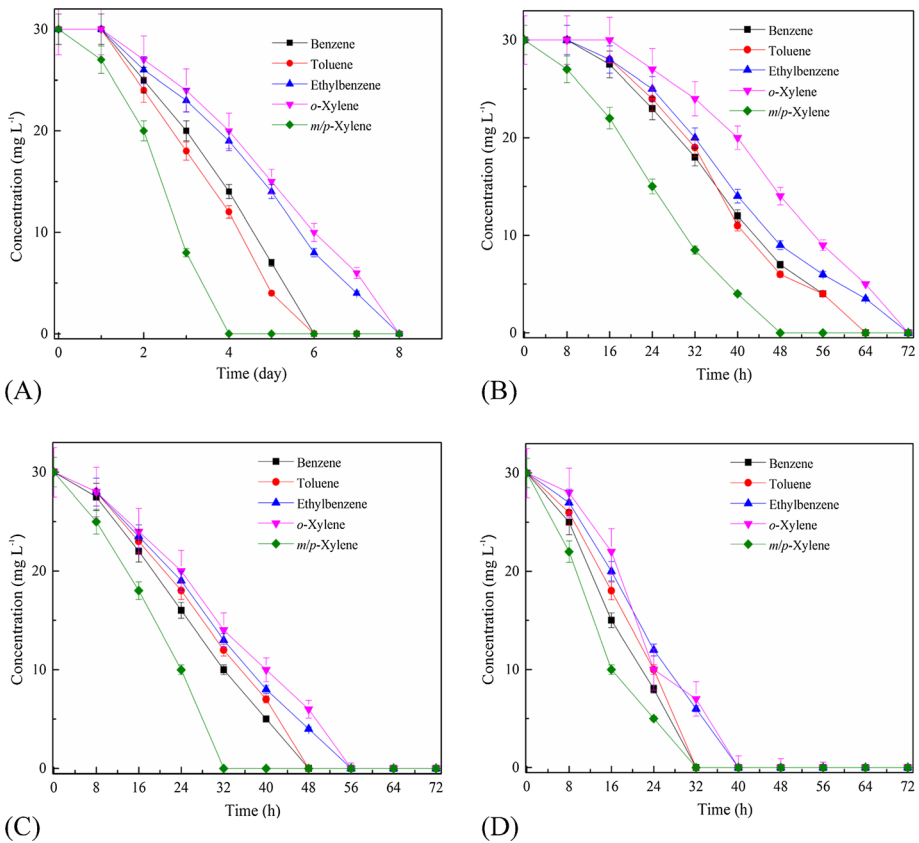 Concentration (mg L⁻¹)
30
20
10
0
0
2
4
6
8
Time (day)
Benzene
Toluene
Ethylbenzene
o-Xylene
m/p-Xylene
(A)
Concentration (mg L⁻¹)
30
20
10
0
0 8 16 24 32 40 48 56 64 72
Time (h)
Benzene
Toluene
Ethylbenzene
o-Xylene
m/p-Xylene
(B)
Concentration (mg L⁻¹)
30
20
10
0
0 8 16 24 32 40 48 56 64 72
Time (h)
Benzene
Toluene
Ethylbenzene
o-Xylene
m/p-Xylene
(C)
Concentration (mg L⁻¹)
30
20
10
0
0 8 16 24 32 40 48 56 64 72
Time (h)
Benzene
Toluene
Ethylbenzene
o-Xylene
m/p-Xylene
(D)